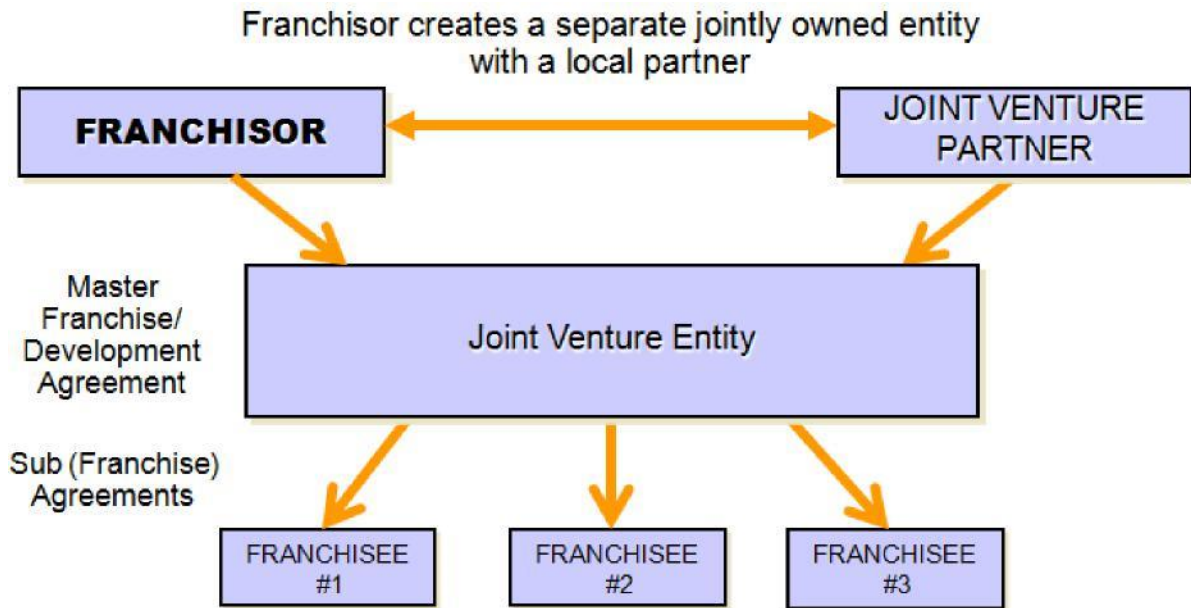 Franchisor creates a separate jointly owned entity
with a local partner
FRANCHISOR
JOINT VENTURE
PARTNER
Master
Franchise/
Development
Agreement
Joint Venture Entity
Sub (Franchise)
Agreements
FRANCHISEE
#1
FRANCHISEE
#2
FRANCHISEE
#3